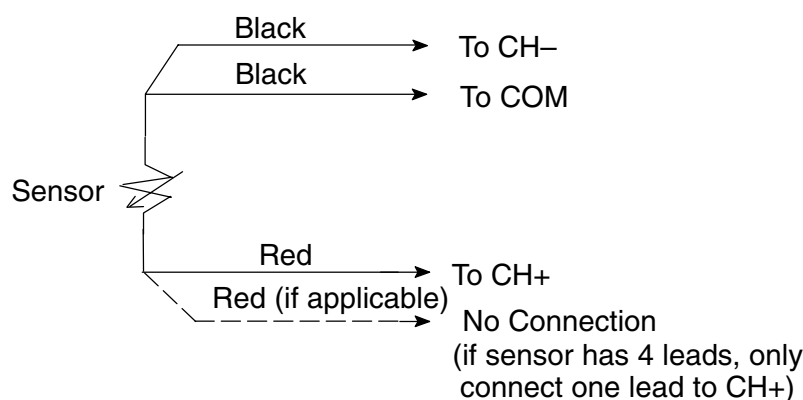 Black
To CH–
Black
To COM
Sensor
Red
To CH+
Red (if applicable)
No Connection
(if sensor has 4 leads, only
connect one lead to CH+)